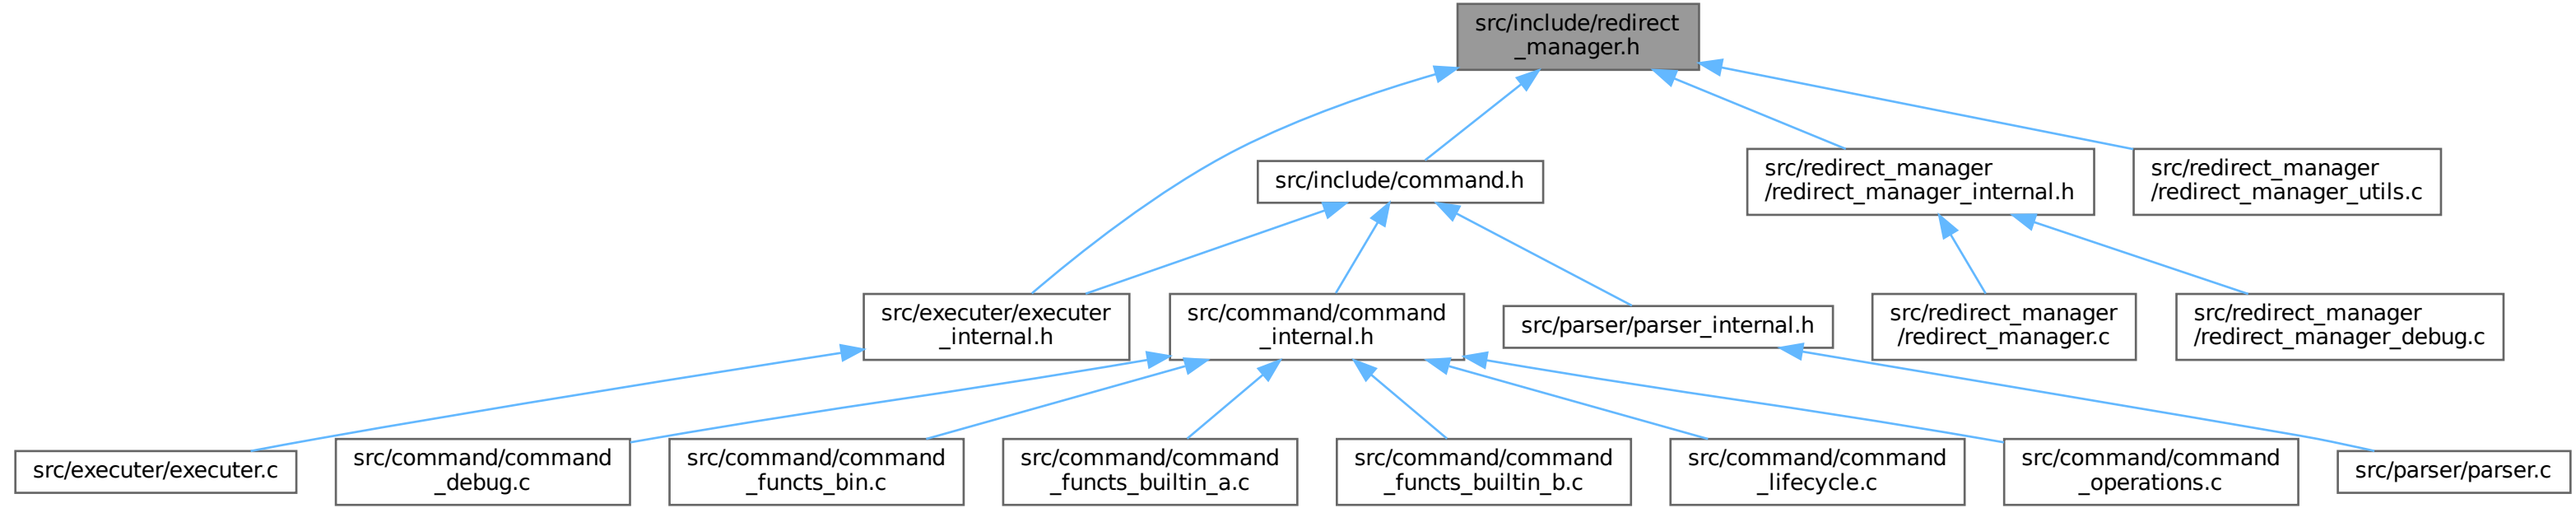 src/include/redirect
_manager.h
src/include/command.h
src/redirect_manager
/redirect_manager_internal.h
src/redirect_manager
/redirect_manager_utils.c
src/executer/executer
_internal.h
src/command/command
_internal.h
src/parser/parser_internal.h
src/redirect_manager
/redirect_manager.c
src/redirect_manager
/redirect_manager_debug.c
src/executer/executer.c
src/command/command
_debug.c
src/command/command
_functs_bin.c
src/command/command
_functs_builtin_a.c
src/command/command
_functs_builtin_b.c
src/command/command
_lifecycle.c
src/command/command
_operations.c
src/parser/parser.c